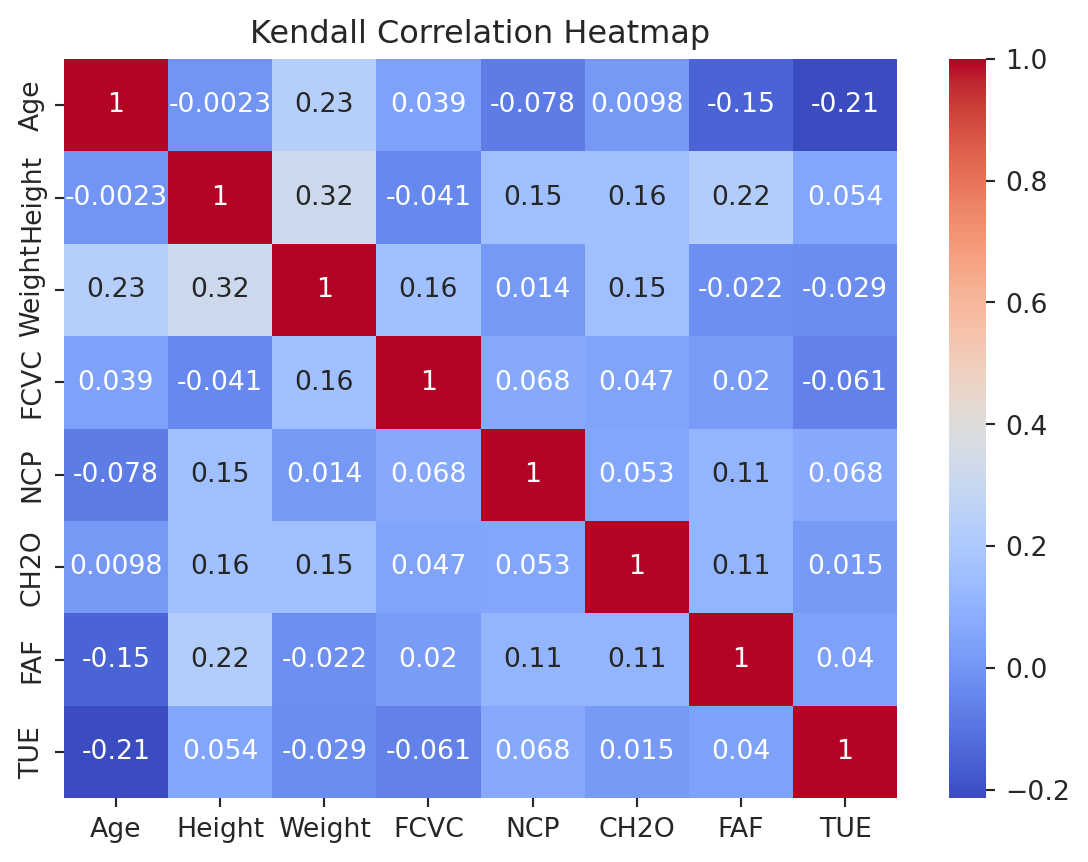 Kendall Correlation Heatmap
Age 1 -0.0023 0.23 0.039 -0.078 0.0098 -0.15 -0.21
Height -0.0023 1 0.32 -0.041 0.15 0.16 0.22 0.054
Weight 0.23 0.32 1 0.16 0.014 0.15 -0.022 -0.029
FCVC 0.039 -0.041 0.16 1 0.068 0.047 0.02 -0.061
NCP -0.078 0.15 0.014 0.068 1 0.053 0.11 0.068
CH2O 0.0098 0.16 0.15 0.047 0.053 1 0.11 0.015
FAF -0.15 0.22 -0.022 0.02 0.11 0.11 1 0.04
TUE -0.21 0.054 -0.029 -0.061 0.068 0.015 0.04 1
Age Height Weight FCVC NCP CH2O FAF TUE
1.0
0.8
0.6
0.4
0.2
0.0
−0.2